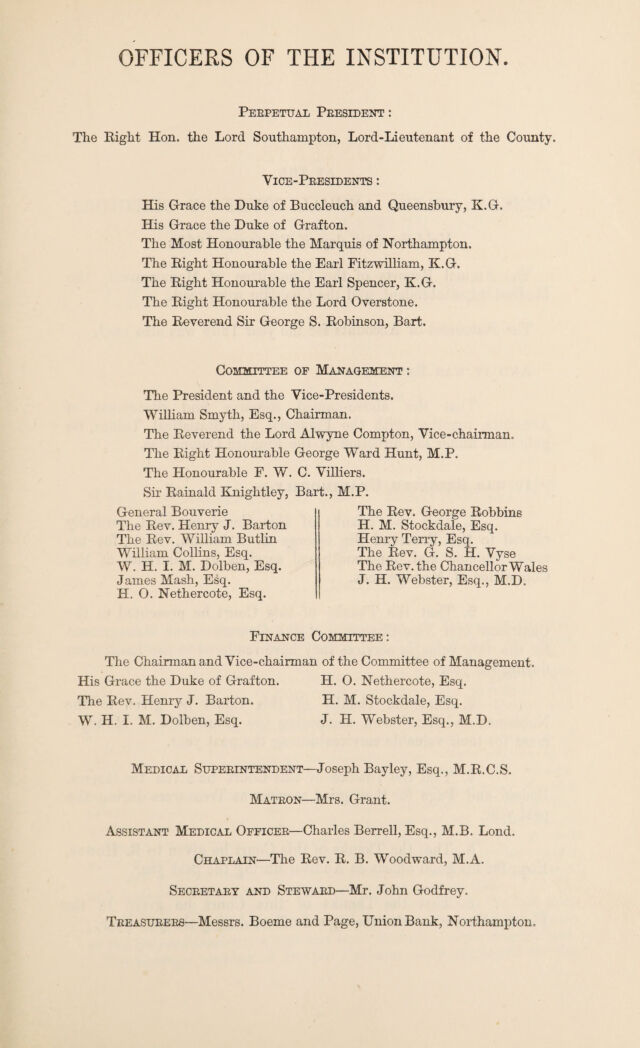 OFFICERS OF THE INSTITUTION.
PERPETUAL PRESIDENT:
The Right Hon. the Lord Southampton, Lord-Lieutenant of the County.
VICE-PRESIDENTS:
His Grace the Duke of Buccleuch and Queensbury, K.G.
His Grace the Duke of Grafton.
The Most Honourable the Marquis of Northampton.
The Right Honourable the Earl Fitzwilliam, K.G.
The Right Honourable the Earl Spencer, K.G.
The Right Honourable the Lord Overstone.
The Reverend Sir George S. Robinson, Bart.
COMMITTEE OF MANAGEMENT:
The President and the Vice-Presidents.
William Smyth, Esq., Chairman.
The Reverend the Lord Alwyne Compton, Vice-chairman.
The Right Honourable George Ward Hunt, M.P.
The Honourable F. W. C. Villiers.
Sir Rainald Knightley, Bart., M.P.
General Bouverie
The Rev. Henry J. Barton
The Rev. William Butlin
William Collins, Esq.
W. H. I. M. Dolben, Esq.
James Mash, Esq.
H. O. Nethercote, Esq.
The Rev. George Robbins
H. M. Stockdale, Esq.
Henry Terry, Esq.
The Rev. G. S. H. Vyse
The Rev. the Chancellor Wales
J. H. Webster, Esq., M.D.
FINANCE COMMITTEE:
The Chairman and Vice-chairman of the Committee of Management.
His Grace the Duke of Grafton.
The Rev. Henry J. Barton.
W. H. I. M. Dolben, Esq.
H. O. Nethercote, Esq.
H. M. Stockdale, Esq.
J. H. Webster, Esq., M.D.
MEDICAL SUPERINTENDENT—Joseph Bayley, Esq., M.R.C.S.
MATRON—Mrs. Grant.
ASSISTANT MEDICAL OFFICER—Charles Berrell, Esq., M.B. Lond.
CHAPLAIN—The Rev. R. B. Woodward, M.A.
SECRETARY AND STEWARD—Mr. John Godfrey.
TREASURERS—Messrs. Boeme and Page, Union Bank, Northampton.